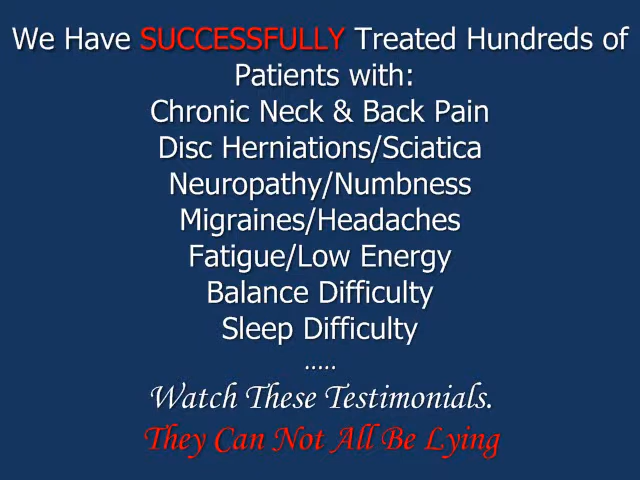 We Have SUCCESSFULLY Treated Hundreds of
Patients with:
Chronic Neck & Back Pain
Disc Herniations/Sciatica
Neuropathy/Numbness
Migraines/Headaches
Fatigue/Low Energy
Balance Difficulty
Sleep Difficulty
.....
Watch These Testimonials.
They Can Not All Be Lying